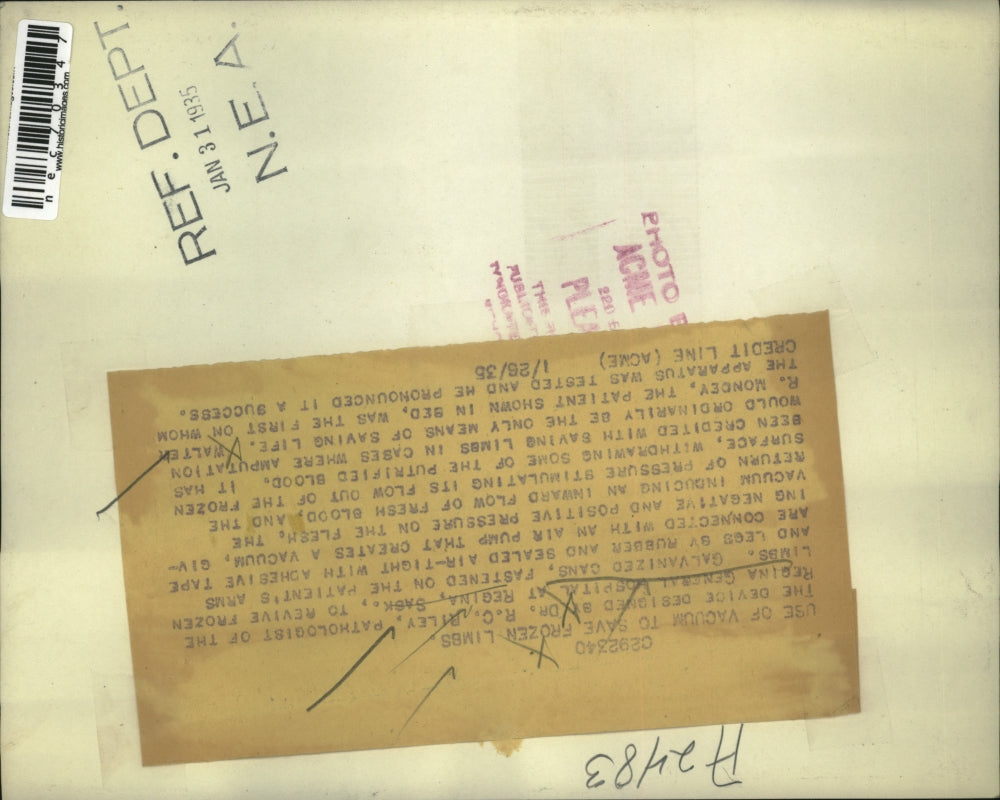 C292340
USE OF VACUUM TO SAVE FROZEN LIMBS.
THE DEVICE DESIGNED BY DR. R.C. RILEY, PATHOLOGIST OF THE
REGINA GENERAL HOSPITAL AT REGINA, SASK., TO REVIVE FROZEN
LIMBS. GALVANIZED CANS, FASTENED ON THE PATIENT'S ARMS
AND LEGS BY RUBBER AND SEALED AIR-TIGHT WITH ADHESIVE TAPE
ARE CONNECTED WITH AN AIR PUMP THAT CREATES A VACUUM, GIV-
ING NEGATIVE AND POSITIVE PRESSURE ON THE FLESH, THE
VACUUM INDUCING AN INWARD FLOW OF FRESH BLOOD, AND THE
RETURN OF PRESSURE STIMULATING ITS FLOW OUT OF THE FROZEN
SURFACE, WITHDRAWING SOME OF THE PUTRIFIED BLOOD. IT HAS
BEEN CREDITED WITH SAVING LIMBS IN CASES WHERE AMPUTATION
WOULD ORDINARILY BE THE ONLY MEANS OF SAVING LIFE. WALTER
R. MONDEY, THE PATIENT SHOWN IN BED, WAS THE FIRST ON WHOM
THE APPARATUS WAS TESTED AND HE PRONOUNCED IT A SUCCESS.
CREDIT LINE (ACME) 1/26/35
REF. DEPT.
JAN 31 1935
N.E.A.
PHOTO
ACME
220
THIS
nec70347
www.historicimages.com
A2483